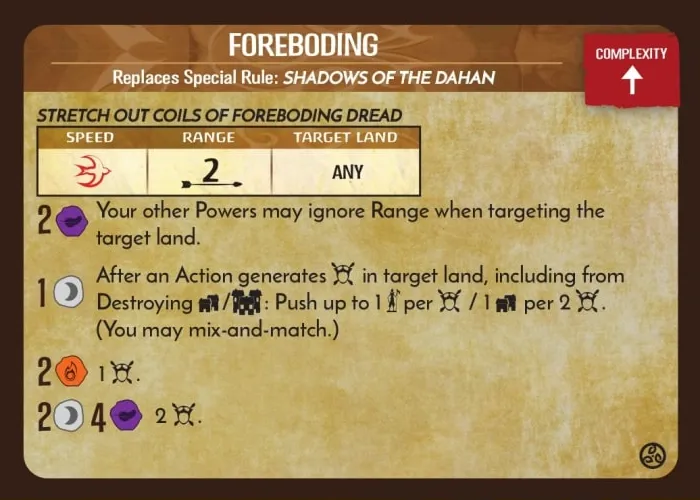 FOREBODING
Replaces Special Rule: SHADOWS OF THE DAHAN
COMPLEXITY
STRETCH OUT COILS OF FOREBODING DREAD
SPEED RANGE TARGET LAND
2 ANY
2 Your other Powers may ignore Range when targeting the
target land.
1 After an Action generates in target land, including from
Destroying / : Push up to 1 per / 1 per 2 .
(You may mix-and-match.)
2 1 .
2 4 2 .